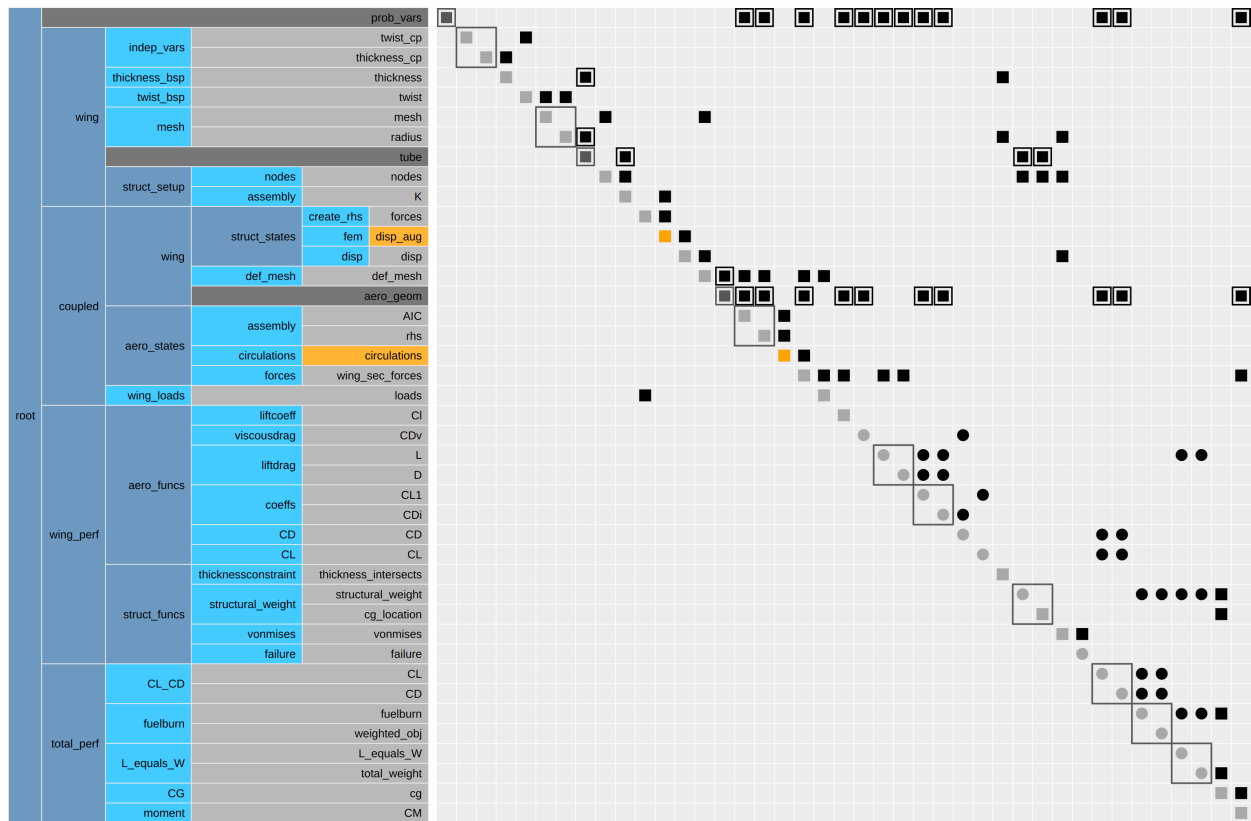 prob_vars
twist_cp
indep_vars
thickness_cp
thickness_bsp thickness
twist_bsp twist
wing
mesh
mesh
radius
tube
nodes nodes
struct_setup
assembly K
create_rhs forces
struct_states fem disp_aug
wing
disp disp
def_mesh def_mesh
aero_geom
coupled
AIC
assembly
rhs
aero_states
circulations circulations
forces wing_sec_forces
wing_loads loads
root
liftcoeff Cl
viscousdrag CDv
L
liftdrag
D
aero_funcs
CL1
coeffs
CDi
wing_perf CD CD
CL CL
thicknessconstraint thickness_intersects
structural_weight
structural_weight
struct_funcs cg_location
vonmises vonmises
failure failure
CL
CL_CD
CD
fuelburn
fuelburn
weighted_obj
total_perf
L_equals_W
L_equals_W
total_weight
CG cg
moment CM